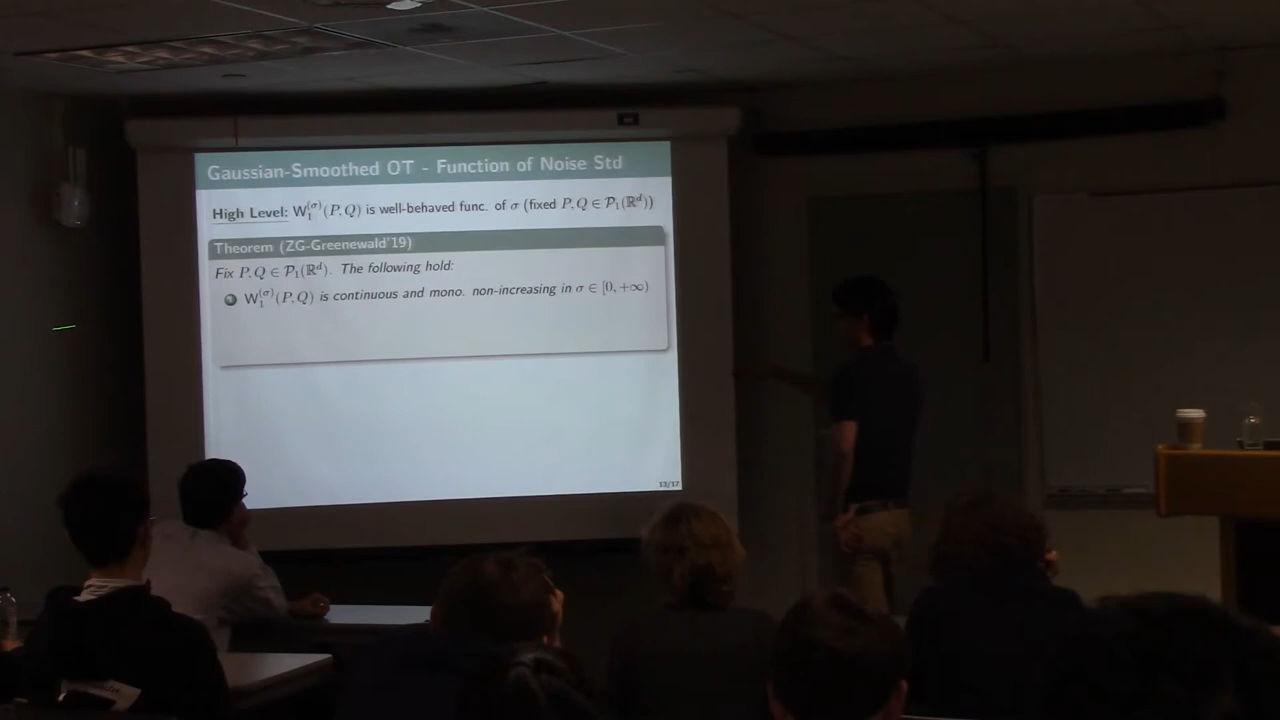 Gaussian-Smoothed OT - Function of Noise Std
High Level: W₁^(σ)(P, Q) is well-behaved func. of σ (fixed P, Q ∈ 𝒫₁(ℝ^d))
Theorem (ZG-Greenewald'19)
Fix P, Q ∈ 𝒫₁(ℝ^d). The following hold:
W₁^(σ)(P, Q) is continuous and mono. non-increasing in σ ∈ [0, +∞)
13/17